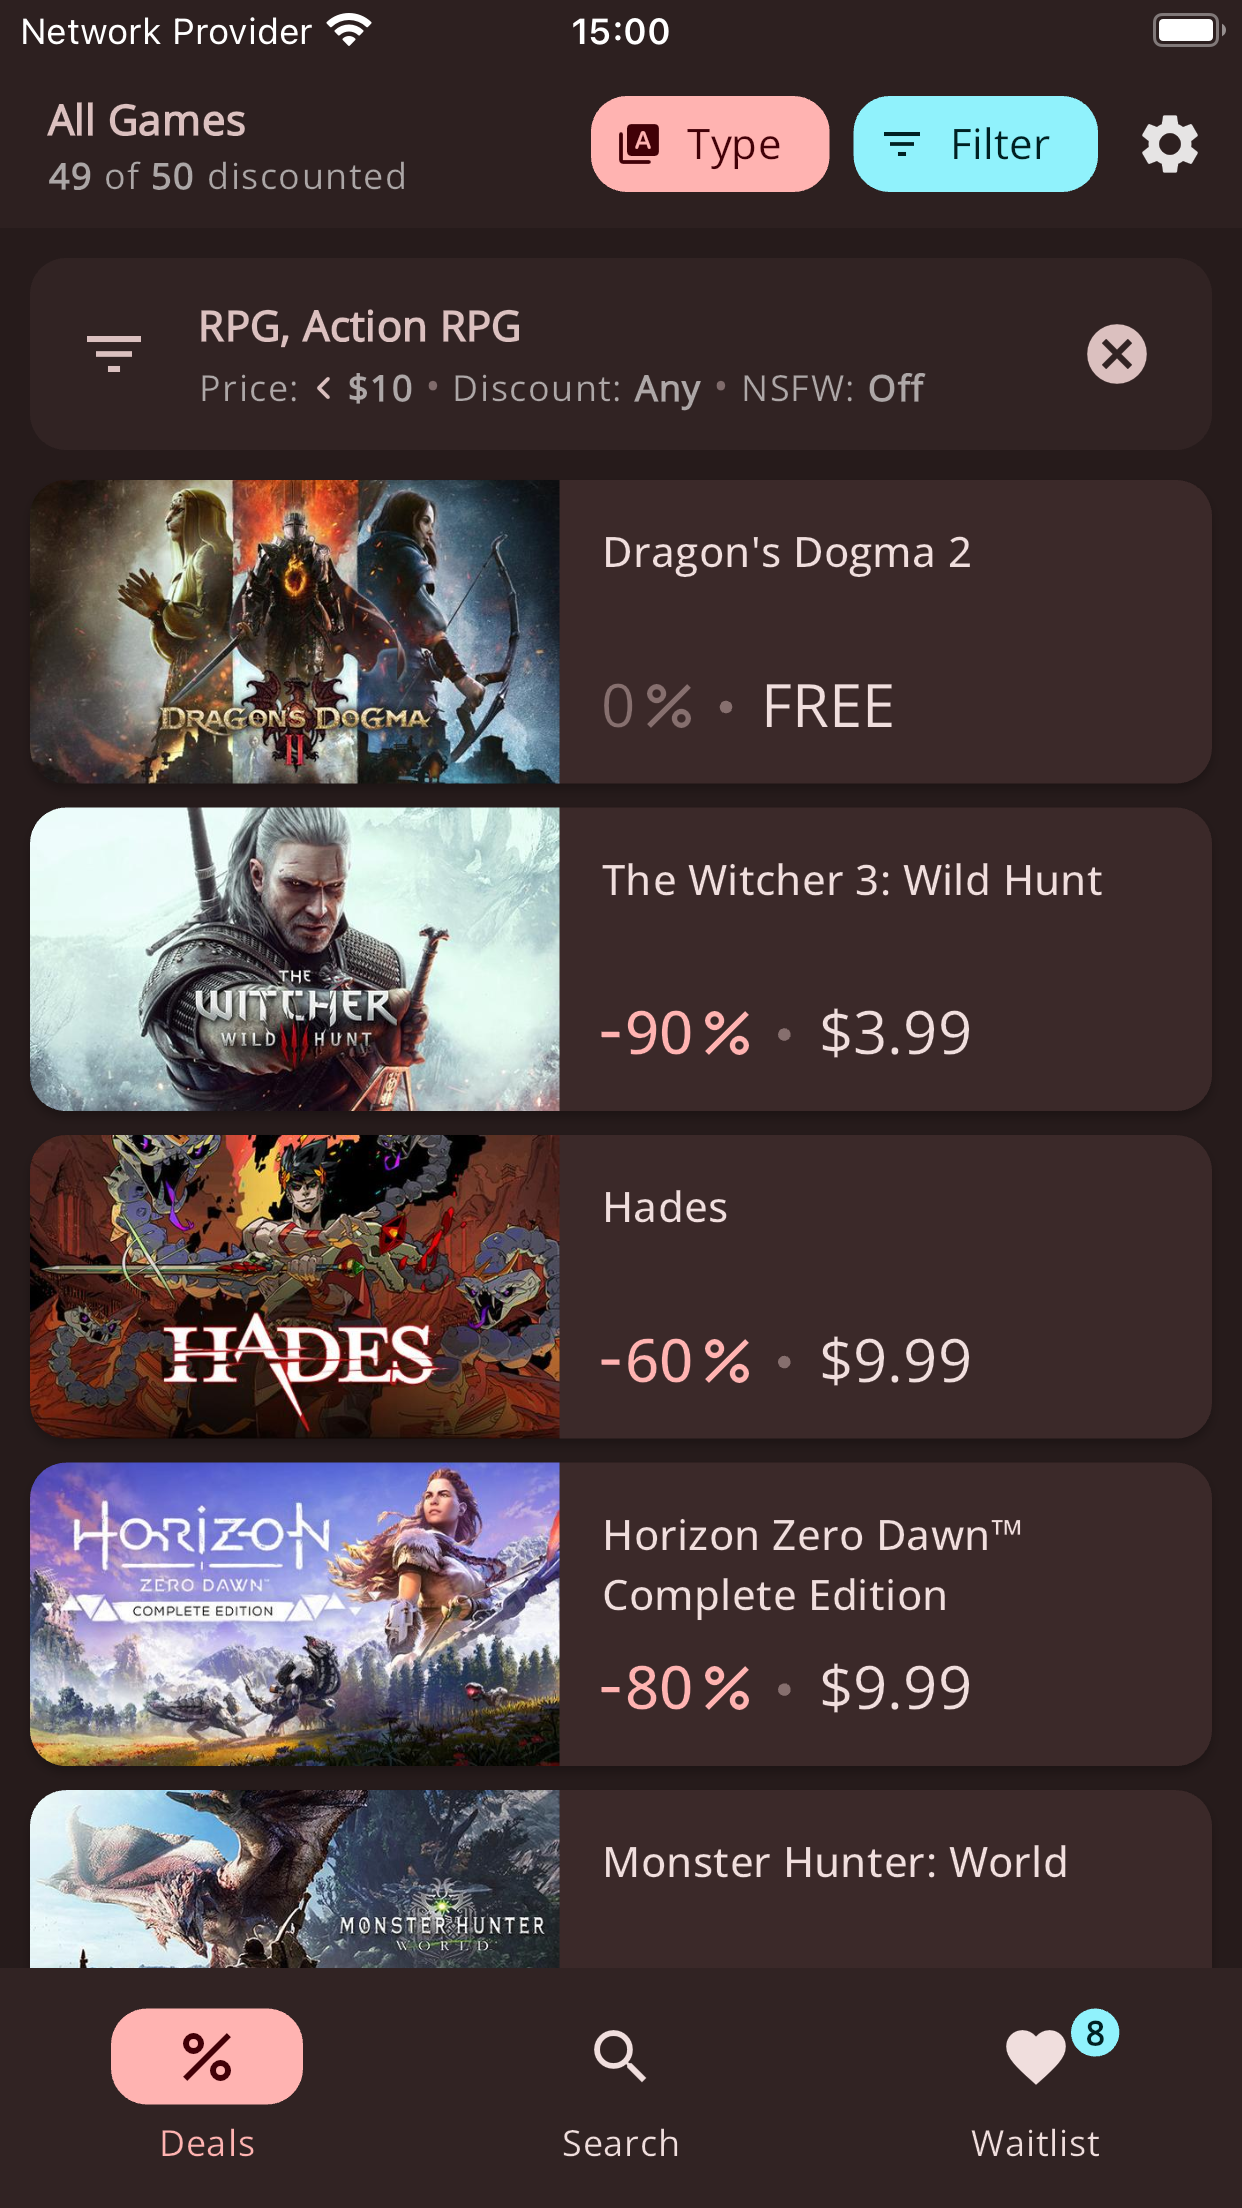 Network Provider 15:00
All Games
49 of 50 discounted
Type
Filter
RPG, Action RPG
Price: < $10 • Discount: Any • NSFW: Off
DRAGON'S DOGMA
II
Dragon's Dogma 2
0% • FREE
THE
WITCHER
WILD III HUNT
The Witcher 3: Wild Hunt
-90% • $3.99
HADES
Hades
-60% • $9.99
HORIZON
ZERO DAWN™
COMPLETE EDITION
Horizon Zero Dawn™
Complete Edition
-80% • $9.99
MONSTER HUNTER
WORLD
Monster Hunter: World
8
Deals
Search
Waitlist